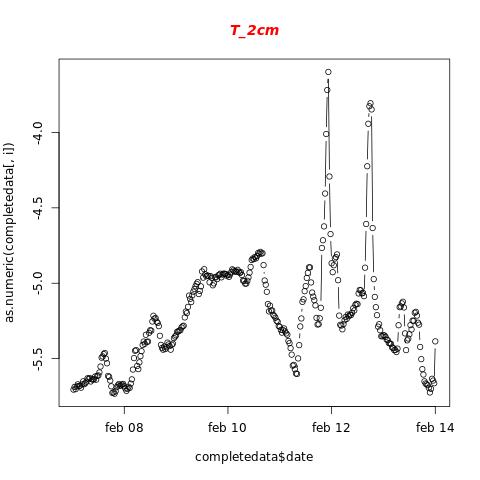 T_2cm
as.numeric(completedata[, i])
-4.0
-4.5
-5.0
-5.5
feb 08
feb 10
feb 12
feb 14
completedata$date